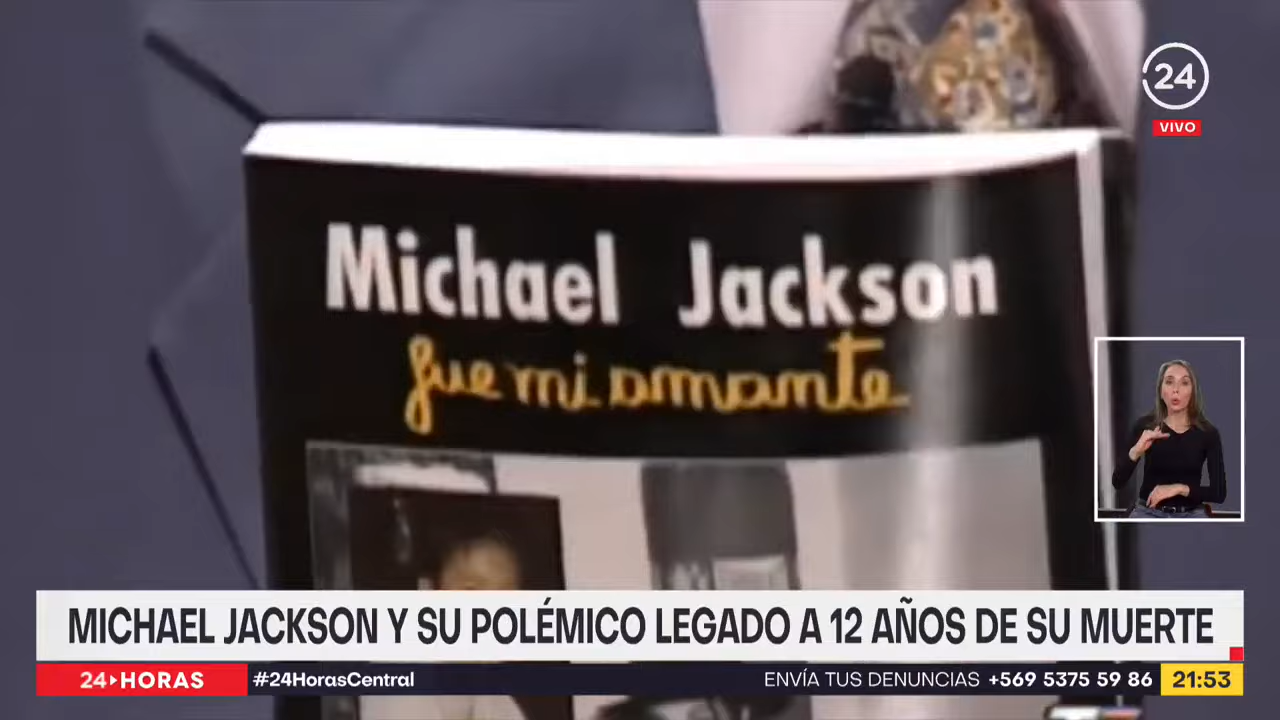 24
VIVO
Michael Jackson
fue mi amante
MICHAEL JACKSON Y SU POLÉMICO LEGADO A 12 AÑOS DE SU MUERTE
24 HORAS
#24HorasCentral
ENVÍA TUS DENUNCIAS +569 5375 59 86
21:53